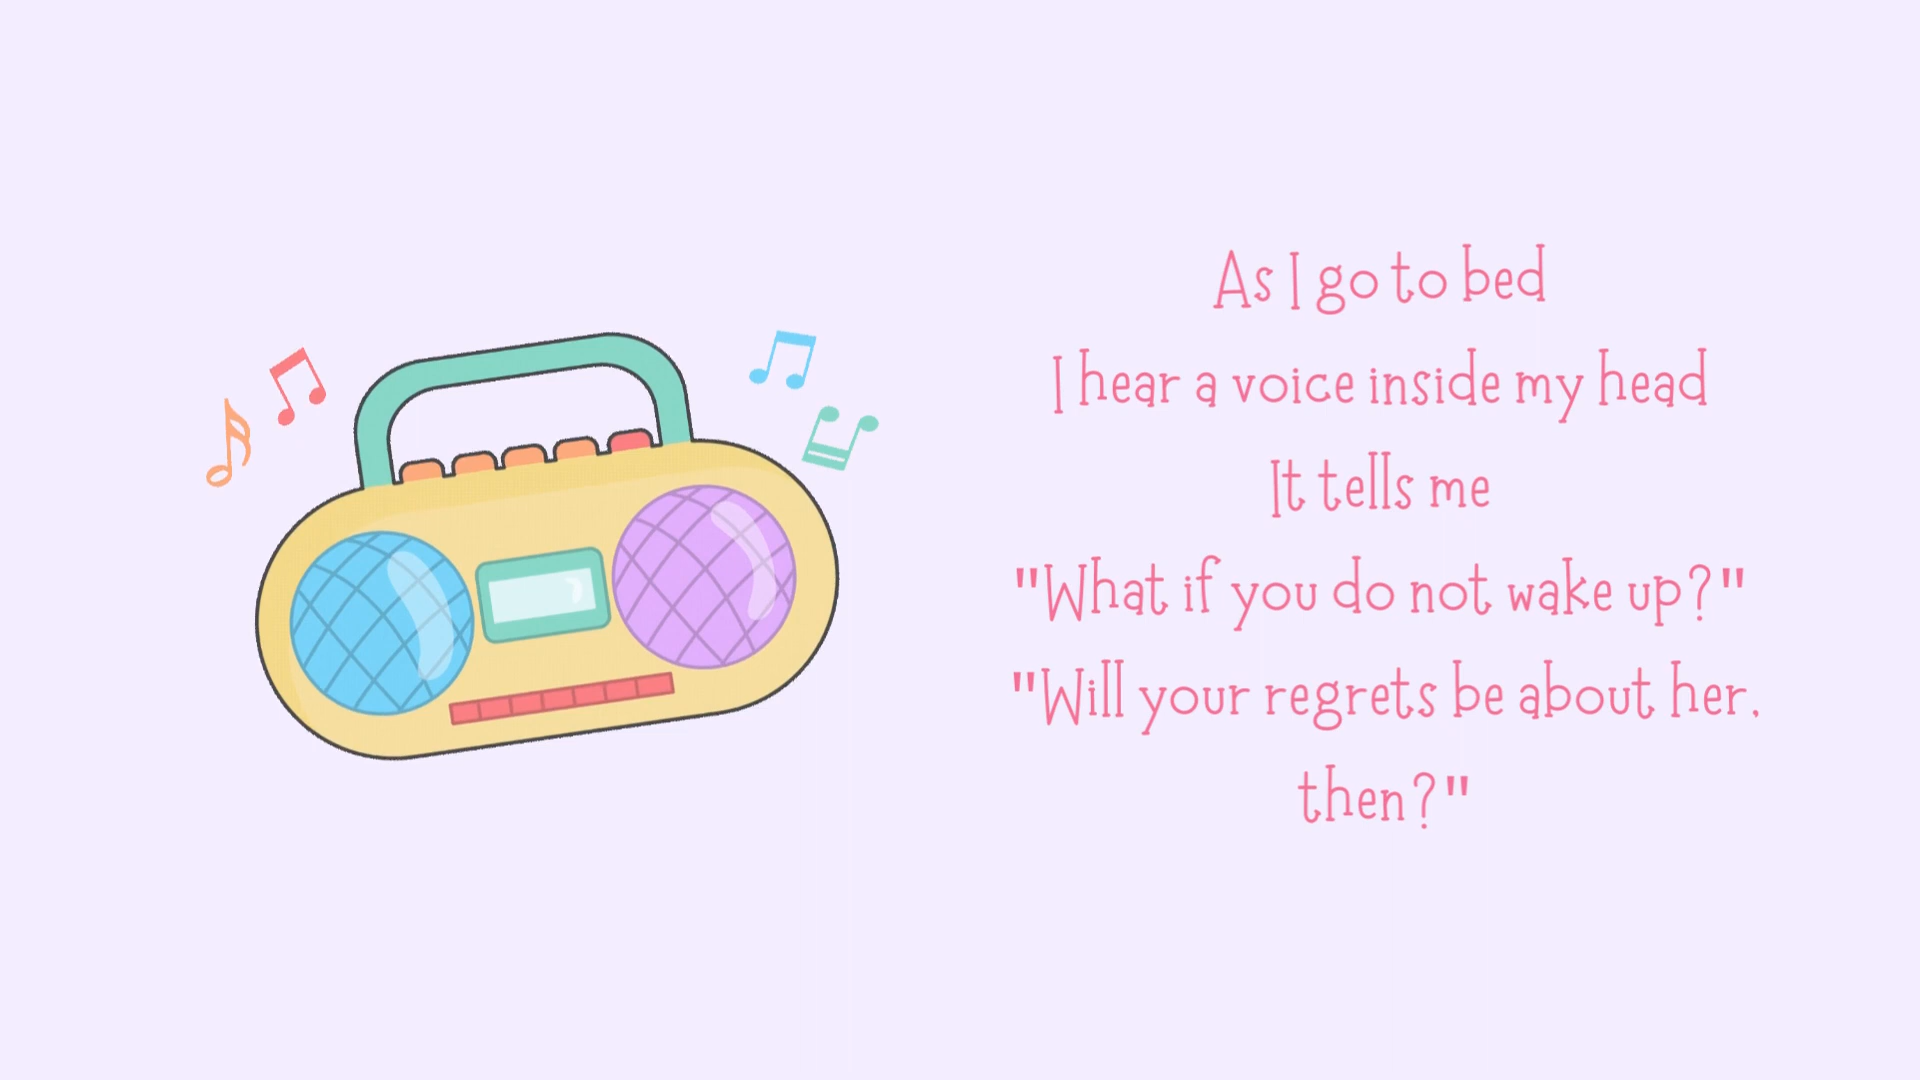 As I go to bed
I hear a voice inside my head
It tells me
"What if you do not wake up?"
"Will your regrets be about her,
then?"